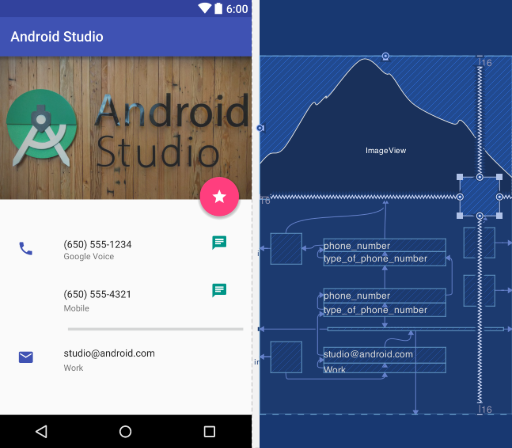 6:00
Android Studio
Android
Studio
(650) 555-1234
Google Voice
(650) 555-4321
Mobile
studio@android.com
Work
16
ImageView
16
phone_number
type_of_phone_number
phone_number
type_of_phone_number
studio@android.com
Work
16